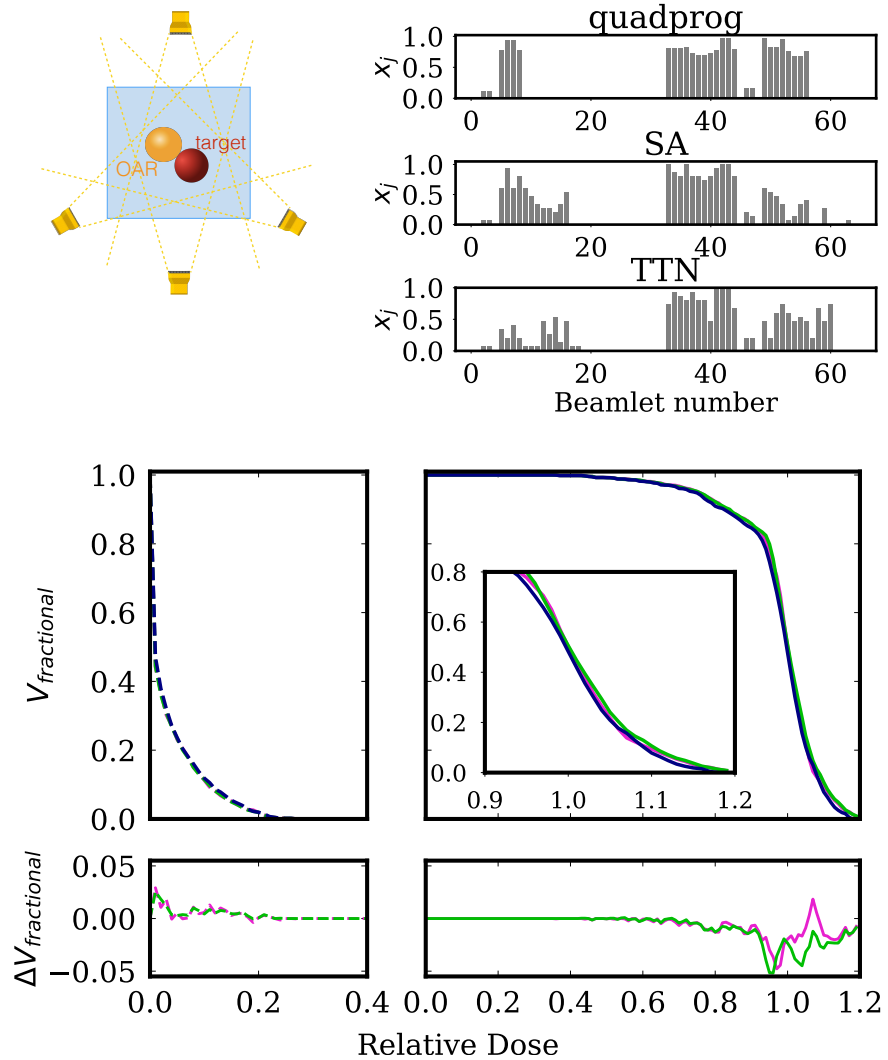 OAR
target
quadprog
1.0
0.5
0.0
x_j
0 20 40 60
SA
1.0
0.5
0.0
x_j
0 20 40 60
TTN
1.0
0.5
0.0
x_j
0 20 40 60
Beamlet number
1.0
0.8
0.6
0.4
0.2
0.0
V_fractional
0.8
0.6
0.4
0.2
0.0
0.9 1.0 1.1 1.2
0.05
0.00
−0.05
ΔV_fractional
0.0 0.2 0.4
0.0 0.2 0.4 0.6 0.8 1.0 1.2
Relative Dose